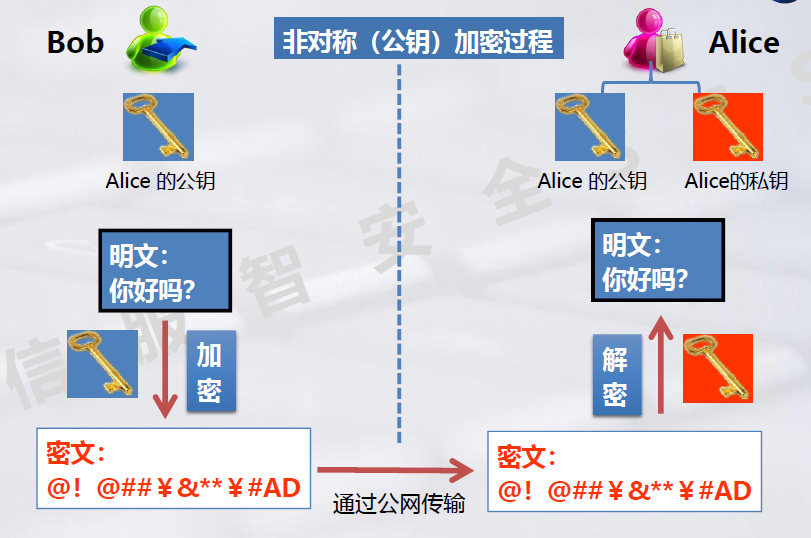 非对称（公钥）加密过程
Bob
Alice
Alice 的公钥
Alice 的公钥
Alice的私钥
明文：
你好吗？
明文：
你好吗？
加
密
解
密
密文：
@！@##￥&**￥#AD
密文：
@！@##￥&**￥#AD
通过公网传输
信服智安全